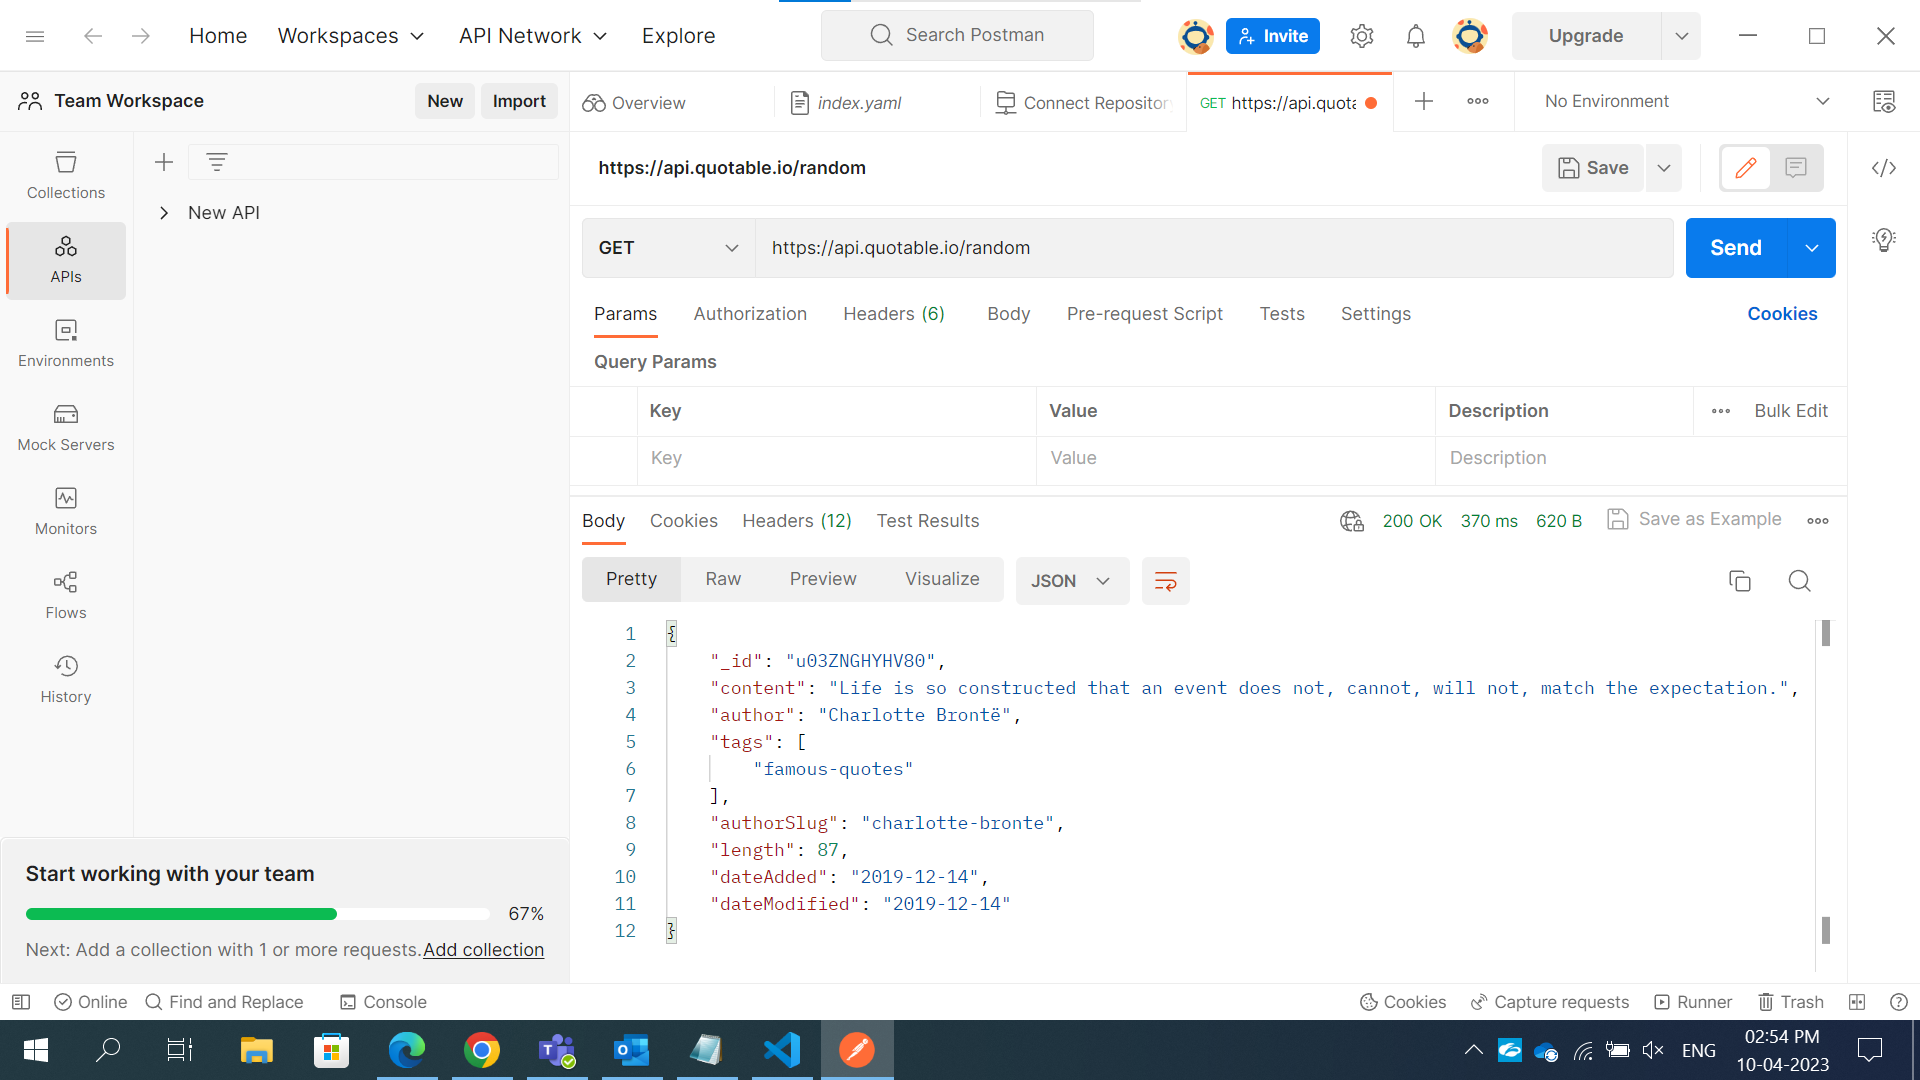 Home Workspaces API Network Explore Search Postman Invite Upgrade
Team Workspace New Import Overview index.yaml Connect Repositor GET https://api.quota No Environment
Collections
APIs
Environments
Mock Servers
Monitors
Flows
History
New API
https://api.quotable.io/random Save
GET https://api.quotable.io/random Send
Params Authorization Headers (6) Body Pre-request Script Tests Settings Cookies
Query Params
Key Value Description Bulk Edit
Key Value Description
Body Cookies Headers (12) Test Results 200 OK 370 ms 620 B Save as Example
Pretty Raw Preview Visualize JSON
1 {
2 "_id": "u03ZNGHYHV80",
3 "content": "Life is so constructed that an event does not, cannot, will not, match the expectation.",
4 "author": "Charlotte Brontë",
5 "tags": [
6 "famous-quotes"
7 ],
8 "authorSlug": "charlotte-bronte",
9 "length": 87,
10 "dateAdded": "2019-12-14",
11 "dateModified": "2019-12-14"
12 }
Start working with your team
67%
Next: Add a collection with 1 or more requests. Add collection
Online Find and Replace Console Cookies Capture requests Runner Trash
ENG
02:54 PM
10-04-2023